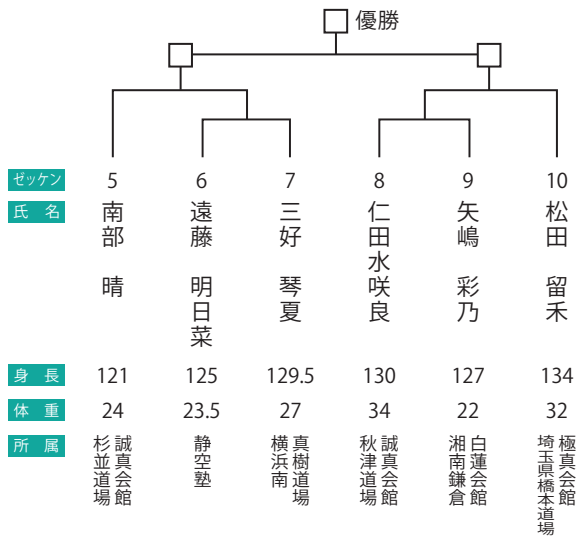 優勝
ゼッケン 5 6 7 8 9 10
氏名 南部 晴 遠藤 明日菜 三好 琴夏 仁田水咲良 矢嶋 彩乃 松田 留禾
身長 121 125 129.5 130 127 134
体重 24 23.5 27 34 22 32
所属 誠真会館 杉並道場 静空塾 真樹道場 横浜南 誠真会館 秋津道場 白蓮会館 湘南鎌倉 極真会館 埼玉県橋本道場